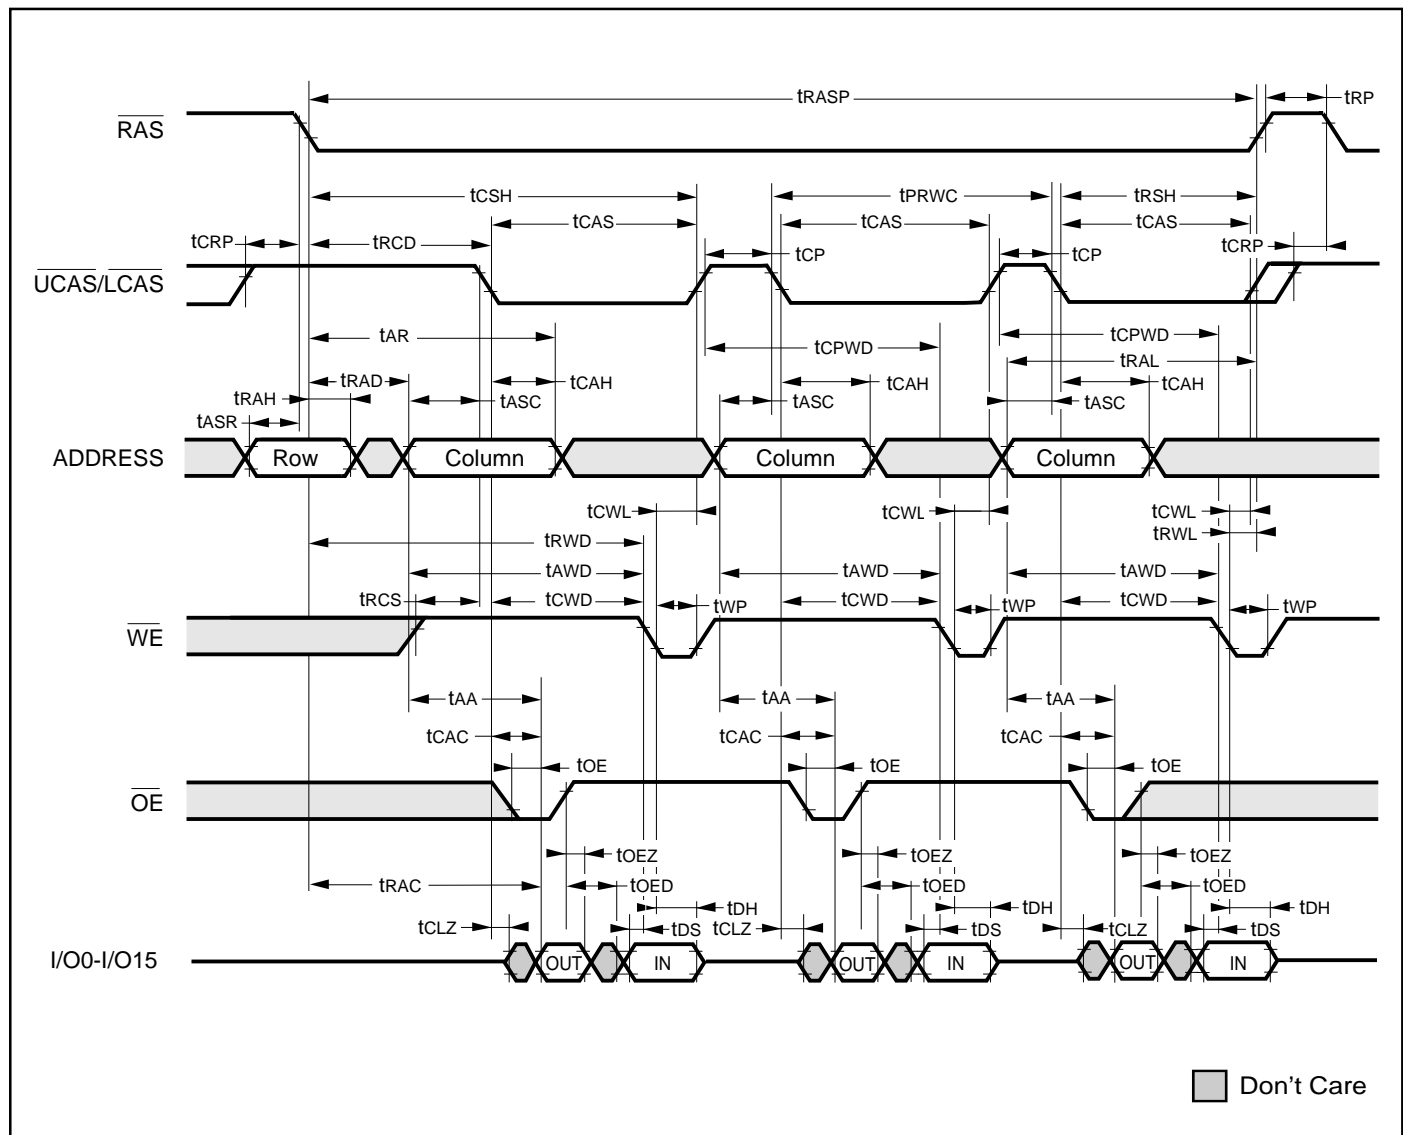 tRASP
tRP
RAS
tCSH
tPRWC
tRSH
tCAS
tCAS
tCAS
tCRP
tRCD
tCP
tCP
tCRP
UCAS/LCAS
tAR
tCPWD
tCPWD
tRAL
tRAD
tCAH
tCAH
tCAH
tRAH
tASC
tASC
tASC
tASR
ADDRESS
Row
Column
Column
Column
tCWL
tCWL
tCWL
tRWL
tRWD
tAWD
tAWD
tAWD
tRCS
tCWD
tWP
tCWD
tWP
tCWD
tWP
WE
tAA
tAA
tAA
tCAC
tCAC
tCAC
tOE
tOE
tOE
OE
tOEZ
tOEZ
tOEZ
tRAC
tOED
tOED
tOED
tDH
tDH
tDH
tCLZ
tDS
tCLZ
tDS
tCLZ
tDS
I/O0-I/O15
OUT
IN
OUT
IN
OUT
IN
Don't Care